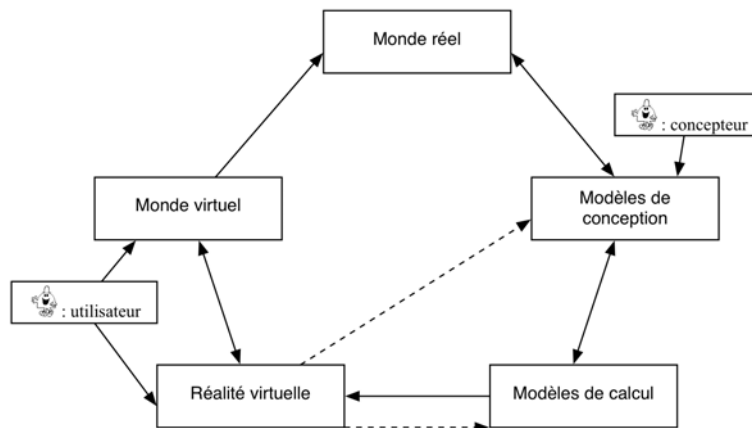 Monde réel
: concepteur
Monde virtuel
Modèles de
conception
: utilisateur
Réalité virtuelle
Modèles de calcul